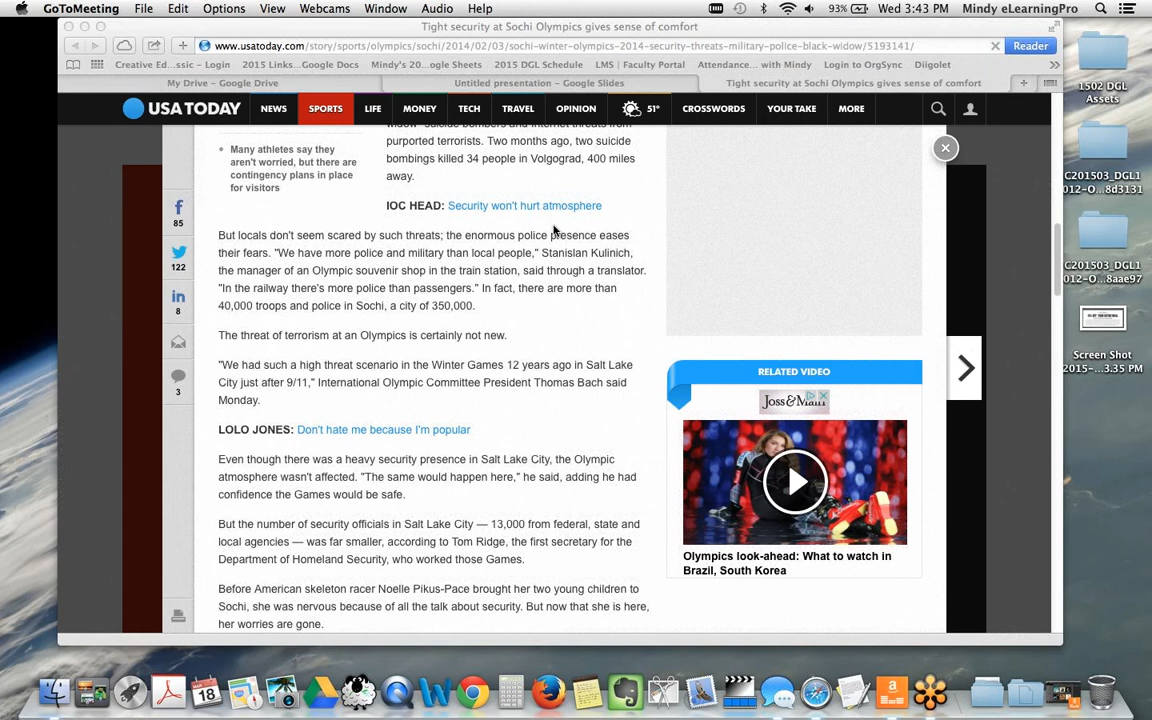 GoToMeeting File Edit Options View Webcams Window Audio Help 93% Wed 3:43 PM Mindy eLearningPro
Tight security at Sochi Olympics gives sense of comfort
www.usatoday.com/story/sports/olympics/sochi/2014/02/03/sochi-winter-olympics-2014-security-threats-military-police-black-widow/5193141/ Reader
Creative Ed...ssic - Login 2015 Links...Google Docs Mindy's 20...ogle Sheets 2015 DGL Schedule LMS | Faculty Portal Attendance... with Mindy Login to OrgSync Diigolet
My Drive – Google Drive Untitled presentation – Google Slides Tight security at Sochi Olympics gives sense of comfort
USA TODAY NEWS SPORTS LIFE MONEY TECH TRAVEL OPINION 51° CROSSWORDS YOUR TAKE MORE
widow" suicide bombers and internet threats from
purported terrorists. Two months ago, two suicide
bombings killed 34 people in Volgograd, 400 miles
away.
Many athletes say they
aren't worried, but there are
contingency plans in place
for visitors
IOC HEAD: Security won't hurt atmosphere
But locals don't seem scared by such threats; the enormous police presence eases
their fears. "We have more police and military than local people," Stanislan Kulinich,
the manager of an Olympic souvenir shop in the train station, said through a translator.
"In the railway there's more police than passengers." In fact, there are more than
40,000 troops and police in Sochi, a city of 350,000.
The threat of terrorism at an Olympics is certainly not new.
"We had such a high threat scenario in the Winter Games 12 years ago in Salt Lake
City just after 9/11," International Olympic Committee President Thomas Bach said
Monday.
LOLO JONES: Don't hate me because I'm popular
Even though there was a heavy security presence in Salt Lake City, the Olympic
atmosphere wasn't affected. "The same would happen here," he said, adding he had
confidence the Games would be safe.
But the number of security officials in Salt Lake City — 13,000 from federal, state and
local agencies — was far smaller, according to Tom Ridge, the first secretary for the
Department of Homeland Security, who worked those Games.
Before American skeleton racer Noelle Pikus-Pace brought her two young children to
Sochi, she was nervous because of all the talk about security. But now that she is here,
her worries are gone.
85
122
8
3
RELATED VIDEO
Joss&Main
Olympics look-ahead: What to watch in
Brazil, South Korea
1502 DGL
Assets
C201503_DGL1
012-O...8d3131
C201503_DGL1
012-O...8aae97
Screen Shot
2015-...3.35 PM
18